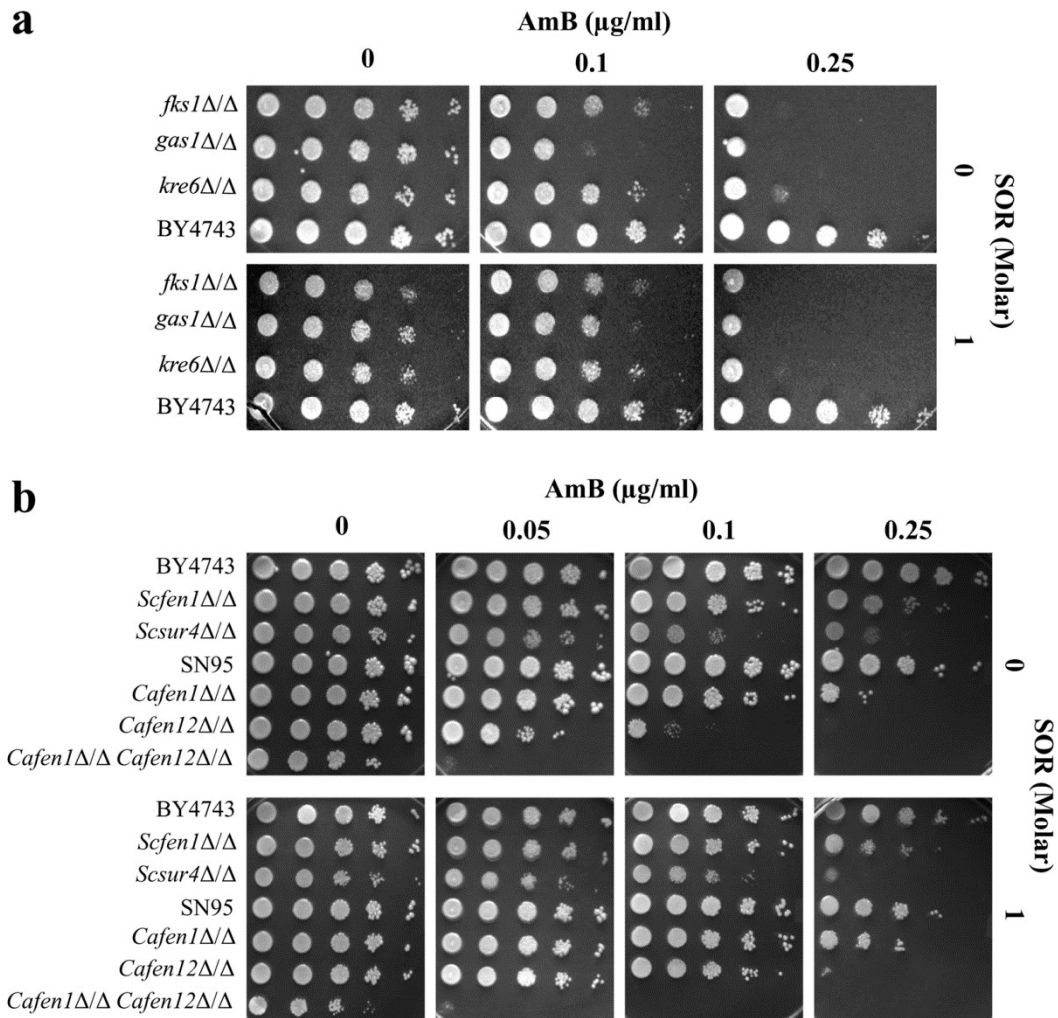 a
AmB (µg/ml)
0 0.1 0.25
fks1Δ/Δ
gas1Δ/Δ
kre6Δ/Δ
BY4743
0
fks1Δ/Δ
gas1Δ/Δ
kre6Δ/Δ
BY4743
1
SOR (Molar)
b
AmB (µg/ml)
0 0.05 0.1 0.25
BY4743
Scfen1Δ/Δ
Scsur4Δ/Δ
SN95
Cafen1Δ/Δ
Cafen12Δ/Δ
Cafen1Δ/Δ Cafen12Δ/Δ
0
BY4743
Scfen1Δ/Δ
Scsur4Δ/Δ
SN95
Cafen1Δ/Δ
Cafen12Δ/Δ
Cafen1Δ/Δ Cafen12Δ/Δ
1
SOR (Molar)